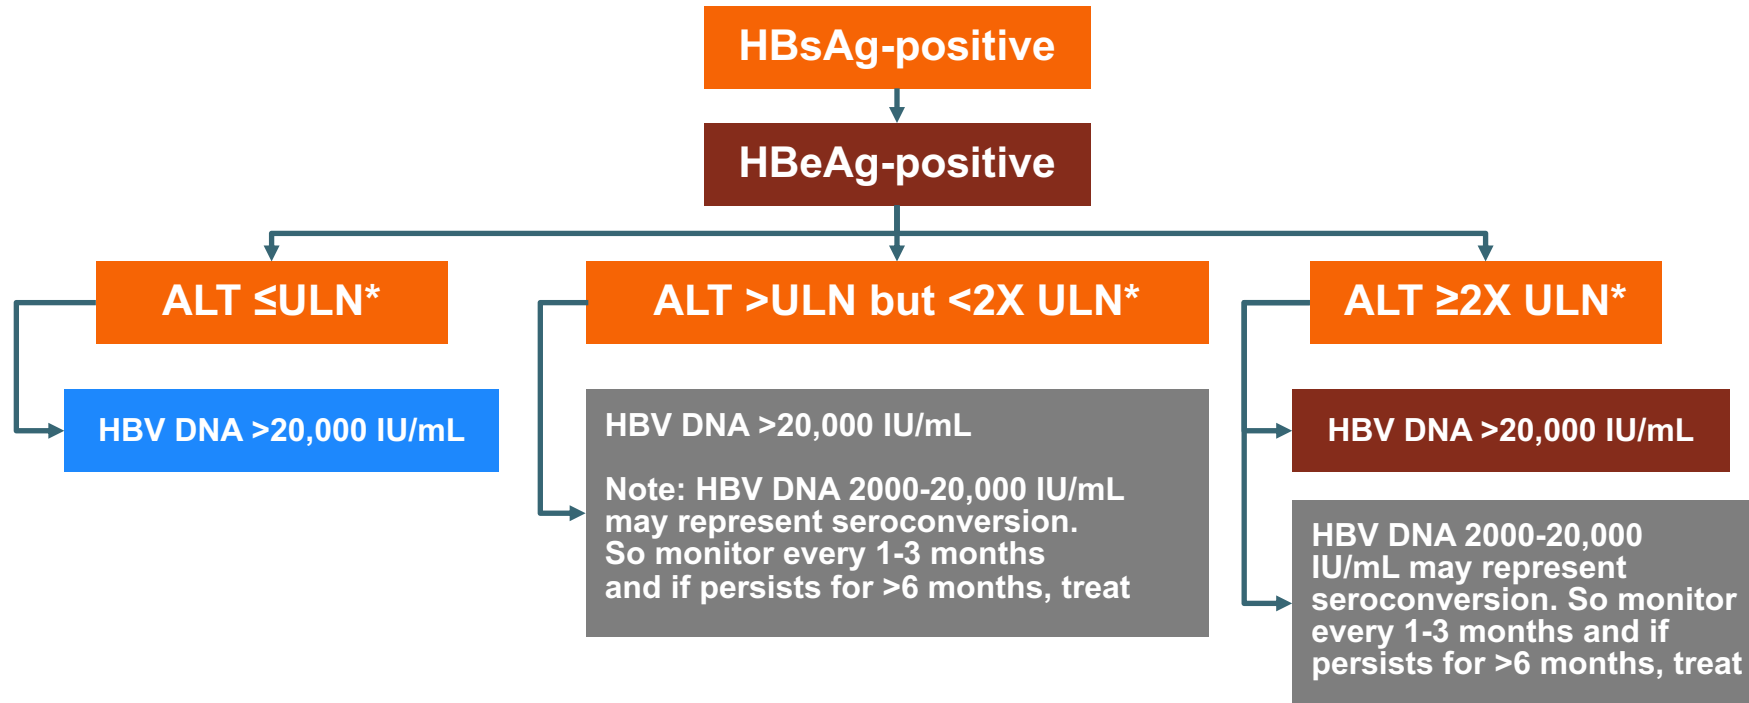 HBsAg-positive
HBeAg-positive
ALT ≤ULN*
ALT >ULN but <2X ULN*
ALT ≥2X ULN*
HBV DNA >20,000 IU/mL
HBV DNA >20,000 IU/mL
Note: HBV DNA 2000-20,000 IU/mL
may represent seroconversion.
So monitor every 1-3 months
and if persists for >6 months, treat
HBV DNA >20,000 IU/mL
HBV DNA 2000-20,000
IU/mL may represent
seroconversion. So monitor
every 1-3 months and if
persists for >6 months, treat